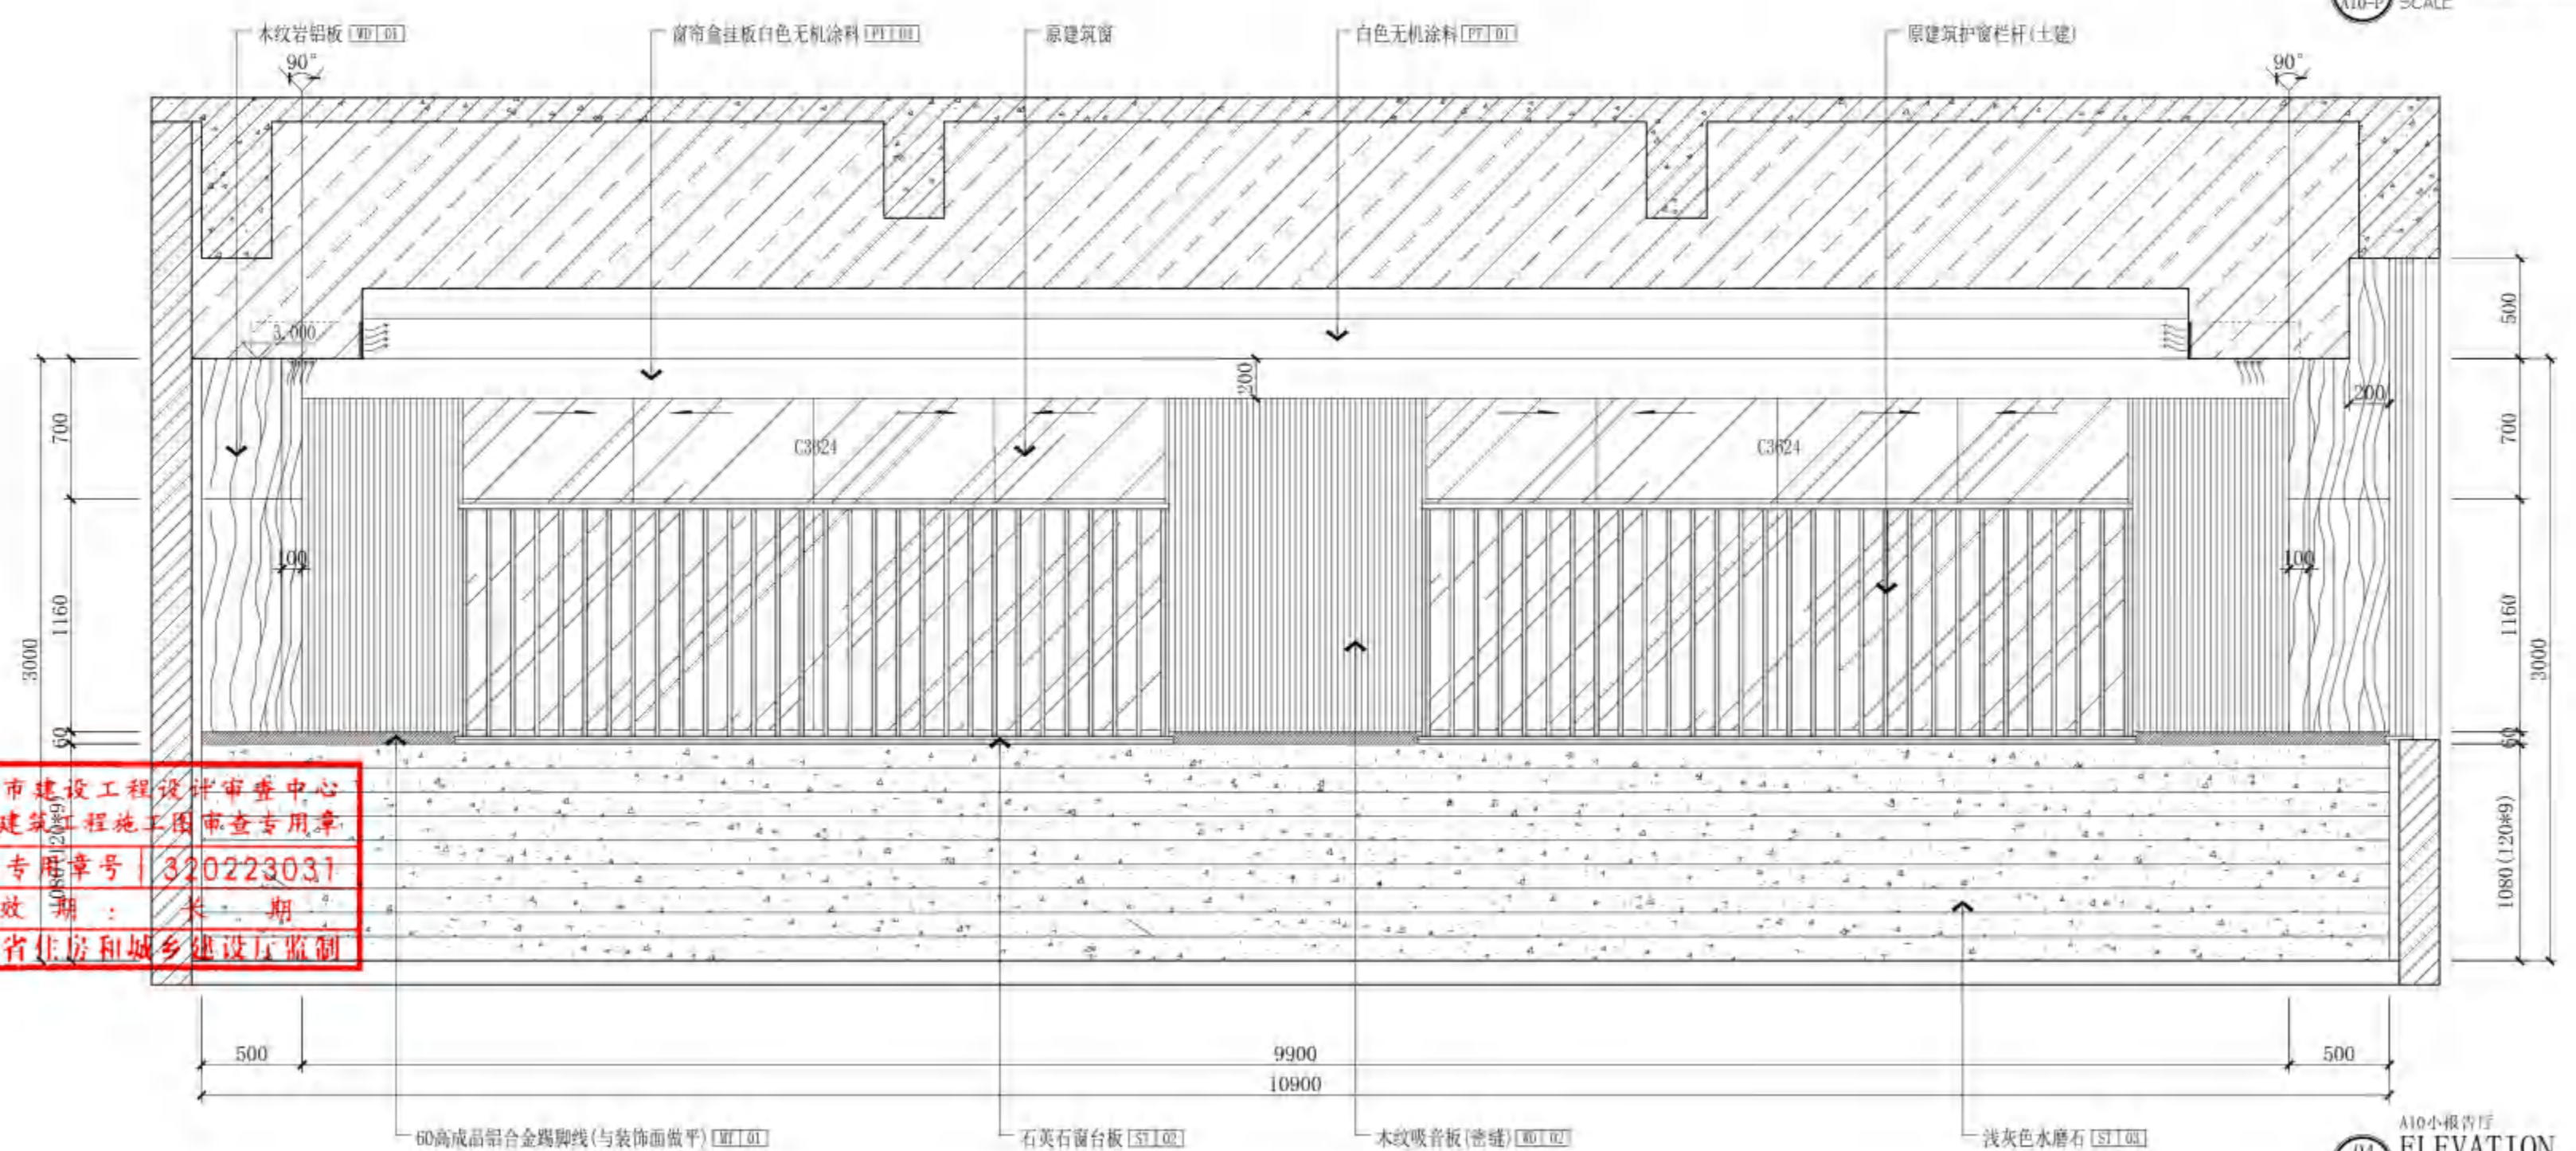 SCALE
木纹岩铝板
窗帘盒挂板白色无机涂料
原建筑窗
白色无机涂料 PT 01
原建筑护窗栏杆(土建)
90°
90°
3.000
200
500
700
700
200
C3624
C3624
100
100
1160
1160
3000
3000
60
60
1080(120*9)
1080(120*9)
市建设工程设计审查中心
建筑工程施工图审查专用章
专用章号 320223031
效期: 长期
省住房和城乡建设厅监制
500
9900
500
10900
60高成品铝合金踢脚线(与装饰面做平) MT 01
石英石窗台板 ST 02
木纹吸音板(密缝) WD 02
浅灰色水磨石 ST 03
A10小报告厅
04
ELEVATION